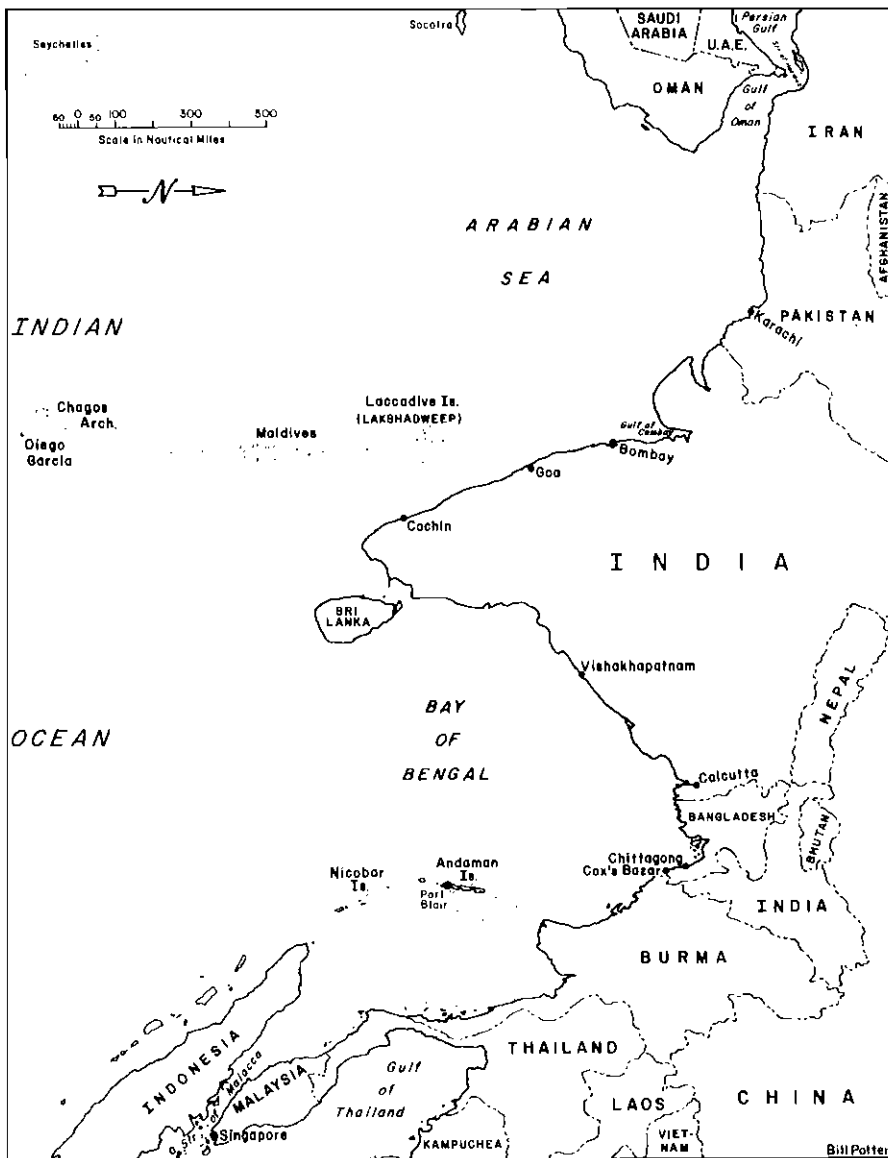 Seychelles
Socotra
SAUDI
ARABIA
Persian
Gulf
U.A.E.
OMAN
Gulf
of
Oman
IRAN
60 0 50 100 300 500
Scale in Nautical Miles
N
ARABIAN
SEA
AFGHANISTAN
INDIAN
PAKISTAN
Karachi
Chagos
Arch.
Diego
Garcia
Maldives
Laccadive Is.
(LAKSHADWEEP)
Gulf of
Cambay
Bombay
Goa
Cochin
INDIA
BRI
LANKA
Vishakhapatnam
NEPAL
OCEAN
BAY
OF
BENGAL
Calcutta
BANGLADESH
BHUTAN
Chittagong
Cox's Bazar
Nicobar
Is.
Andaman
Is.
Port
Blair
INDIA
BURMA
INDONESIA
Str. of Malacca
MALAYSIA
Singapore
Gulf
of
Thailand
THAILAND
LAOS
CHINA
KAMPUCHEA
VIET-
NAM
Bill Potter